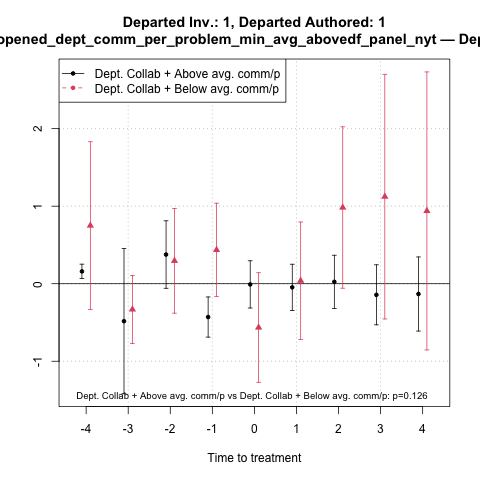 Departed Inv.: 1, Departed Authored: 1
opened_dept_comm_per_problem_min_avg_abovedf_panel_nyt — Dep
Dept. Collab + Above avg. comm/p
Dept. Collab + Below avg. comm/p
2
1
0
-1
Dept. Collab + Above avg. comm/p vs Dept. Collab + Below avg. comm/p: p=0.126
-4 -3 -2 -1 0 1 2 3 4
Time to treatment